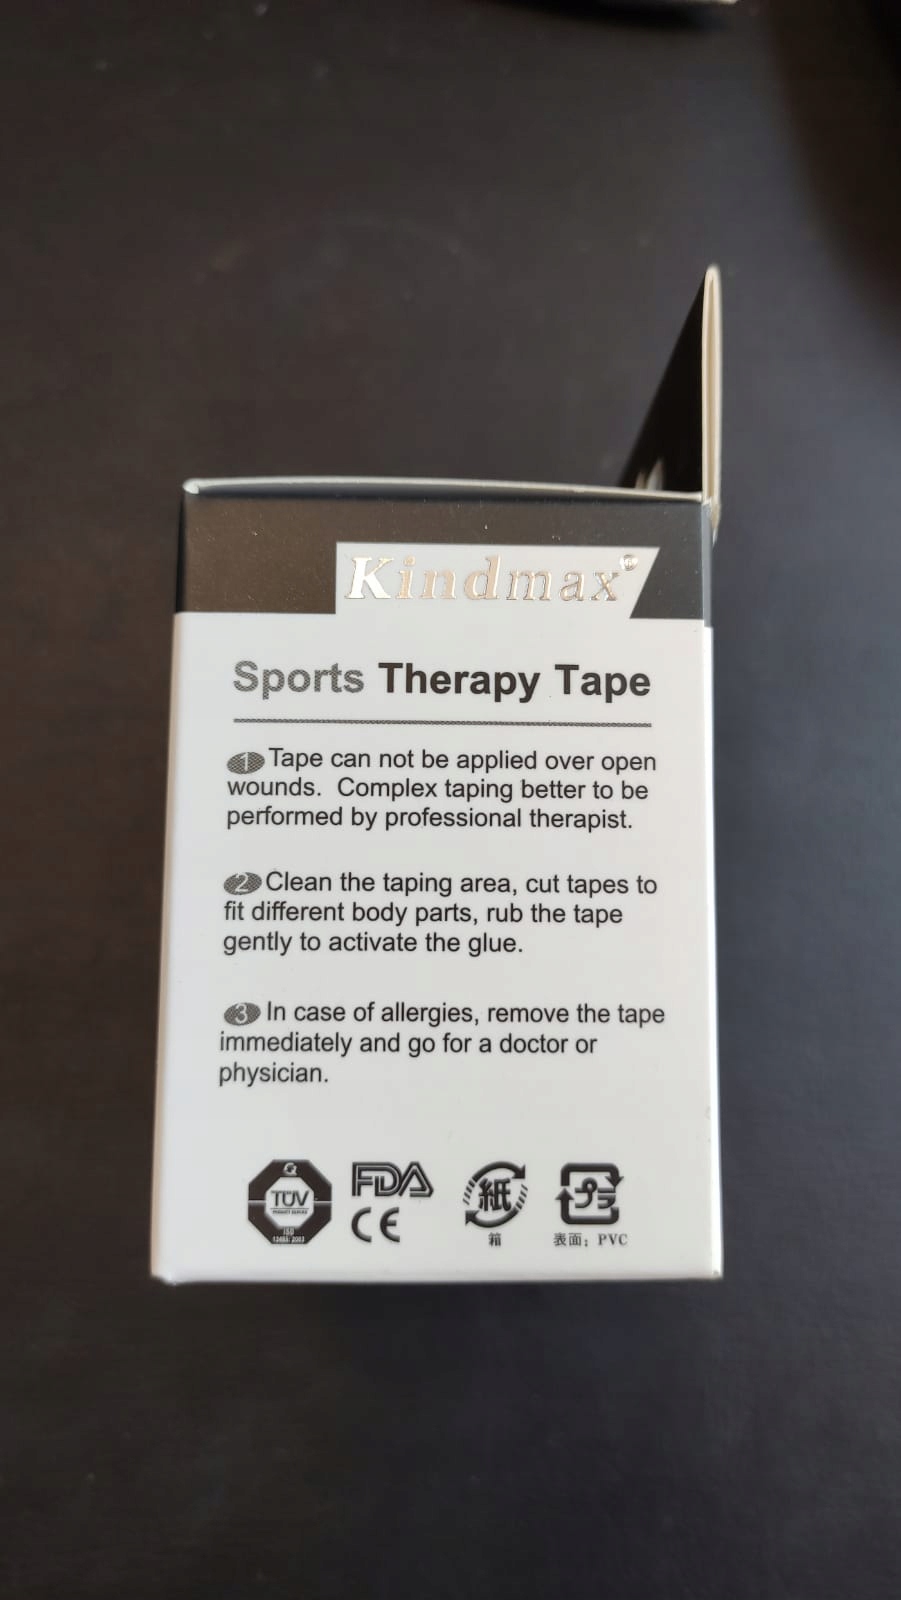 Kindmax®
Sports Therapy Tape
1 Tape can not be applied over open
wounds. Complex taping better to be
performed by professional therapist.
2 Clean the taping area, cut tapes to
fit different body parts, rub the tape
gently to activate the glue.
3 In case of allergies, remove the tape
immediately and go for a doctor or
physician.
TÜV
ISO
FDA
CE
紙
箱
プラ
表面：PVC